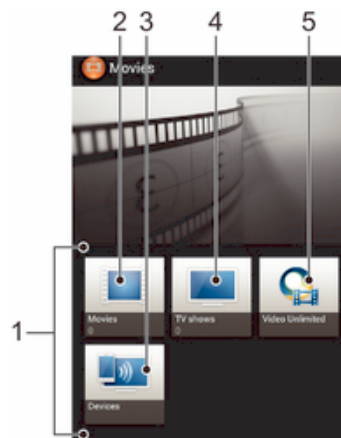 2 3 4 5
Movies
1
Movies
0
TV shows
0
Video Unlimited
Devices